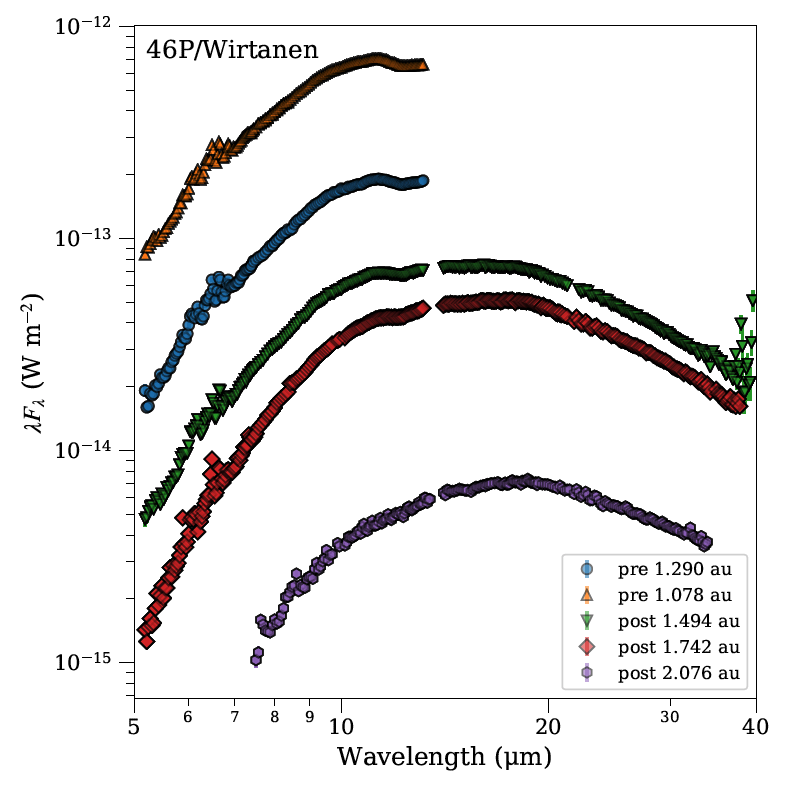 46P/Wirtanen
10⁻¹²
10⁻¹³
10⁻¹⁴
10⁻¹⁵
λF_λ (W m⁻²)
pre 1.290 au
pre 1.078 au
post 1.494 au
post 1.742 au
post 2.076 au
5 6 7 8 9 10 20 30 40
Wavelength (μm)